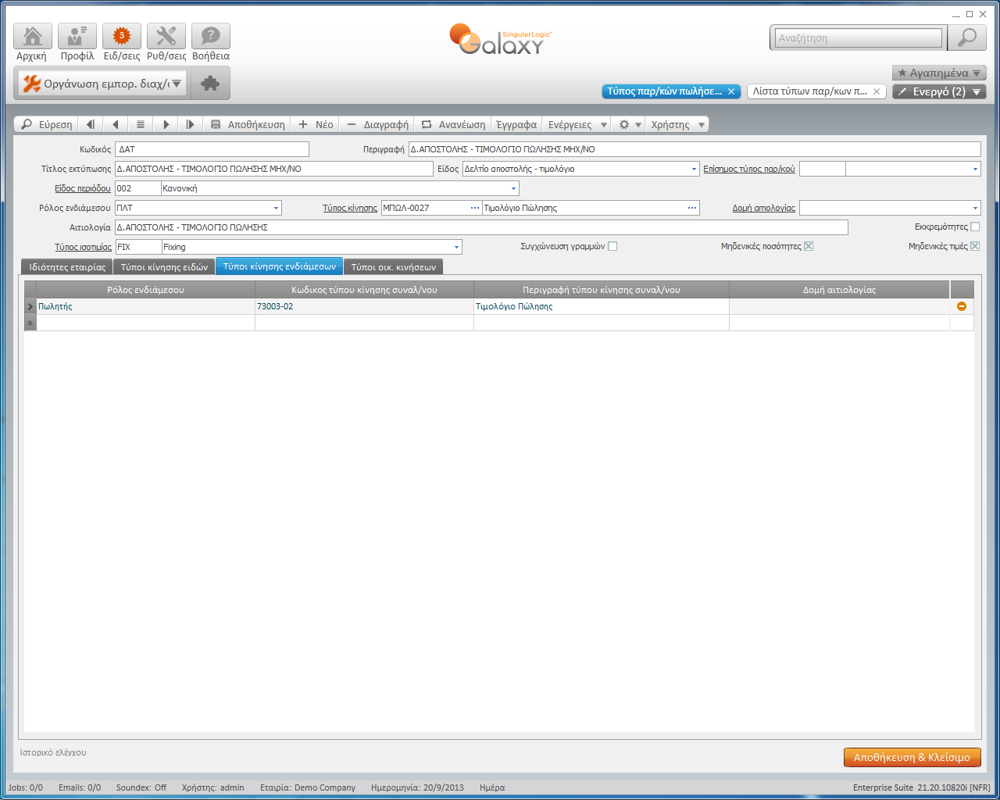 SingularLogic
Galaxy
Αρχική Προφίλ 3 Ειδ/σεις Ρυθ/σεις Βοήθεια
Αναζήτηση
Οργάνωση εμπορ. διαχ/
Αγαπημένα
Τύπος παρ/κών πωλήσε... Λίστα τύπων παρ/κων π... Ενεργό (2)
Εύρεση Αποθήκευση Νέο Διαγραφή Ανανέωση Έγγραφα Ενέργειες Χρήστης
Κωδικός ΔΑΤ Περιγραφή Δ.ΑΠΟΣΤΟΛΗΣ - ΤΙΜΟΛΟΓΙΟ ΠΩΛΗΣΗΣ ΜΗΧ/ΝΟ
Τίτλος εκτύπωσης Δ.ΑΠΟΣΤΟΛΗΣ - ΤΙΜΟΛΟΓΙΟ ΠΩΛΗΣΗΣ ΜΗΧ/ΝΟ Είδος Δελτίο αποστολής - τιμολόγιο Επίσημος τύπος παρ/κού
Είδος περιόδου 002 Κανονική
Ρόλος ενδιάμεσου ΠΛΤ Τύπος κίνησης ΜΠΩΛ-0027 ... Τιμολόγιο Πώλησης ... Δομή αιτιολογίας
Αιτιολογία Δ.ΑΠΟΣΤΟΛΗΣ - ΤΙΜΟΛΟΓΙΟ ΠΩΛΗΣΗΣ Εκκρεμότητες
Τύπος ισοτιμίας FIX Fixing Συγχώνευση γραμμών Μηδενικές ποσότητες Μηδενικές τιμές
Ιδιότητες εταιρίας Τύποι κίνησης ειδών Τύποι κίνησης ενδιάμεσων Τύποι οικ. κινήσεων
Ρόλος ενδιάμεσου Κωδικος τύπου κίνησης συναλ/νου Περιγραφή τύπου κίνησης συναλ/νου Δομή αιτιολογίας
Πωλητής 73003-02 Τιμολόγιο Πώλησης
Ιστορικό ελέγχου
Αποθήκευση & Κλείσιμο
Jobs: 0/0 Emails: 0/0 Soundex: Off Χρήστης: admin Εταιρία: Demo Company Ημερομηνία: 20/9/2013 Ημέρα Enterprise Suite 21.20.10820i [NFR]